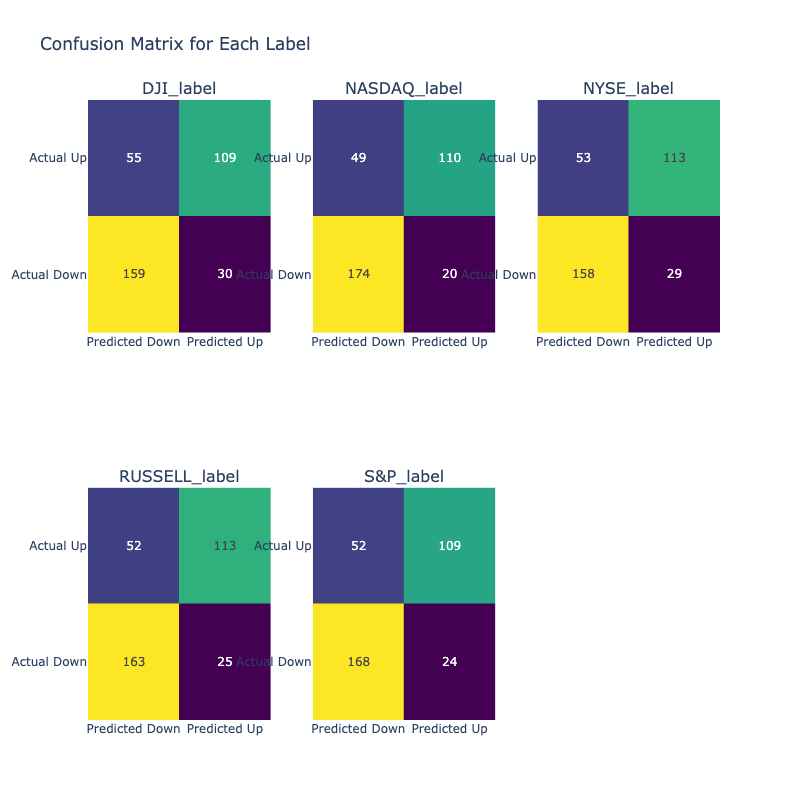 Confusion Matrix for Each Label
DJI_label
NASDAQ_label
NYSE_label
Actual Up
55
109
Actual Up
49
110
Actual Up
53
113
Actual Down
159
30
Actual Down
174
20
Actual Down
158
29
Predicted Down Predicted Up
Predicted Down Predicted Up
Predicted Down Predicted Up
RUSSELL_label
S&P_label
Actual Up
52
113
Actual Up
52
109
Actual Down
163
25
Actual Down
168
24
Predicted Down Predicted Up
Predicted Down Predicted Up